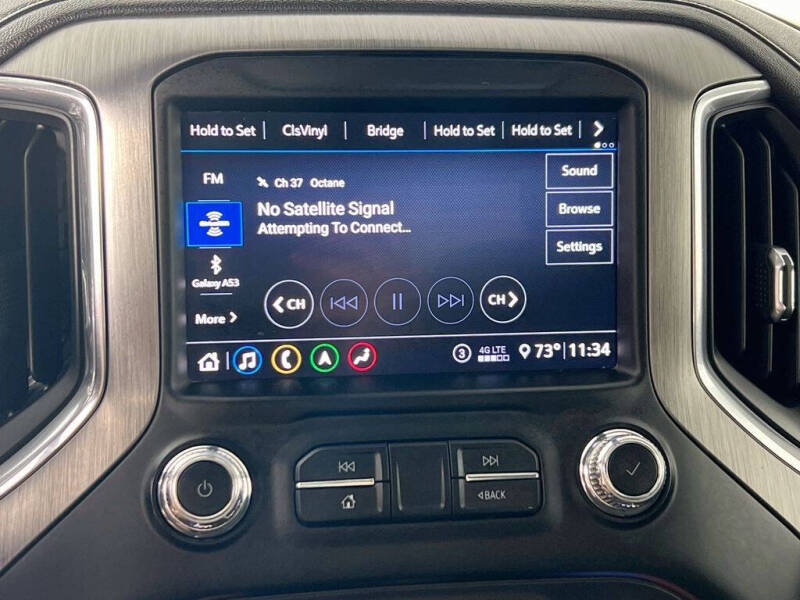 Hold to Set | ClsVinyl | Bridge | Hold to Set | Hold to Set
FM
Ch 37 Octane
Sound
No Satellite Signal
Attempting To Connect...
Browse
Settings
Galaxy A53
CH
CH
More
3
4G LTE
73° 11:34
BACK